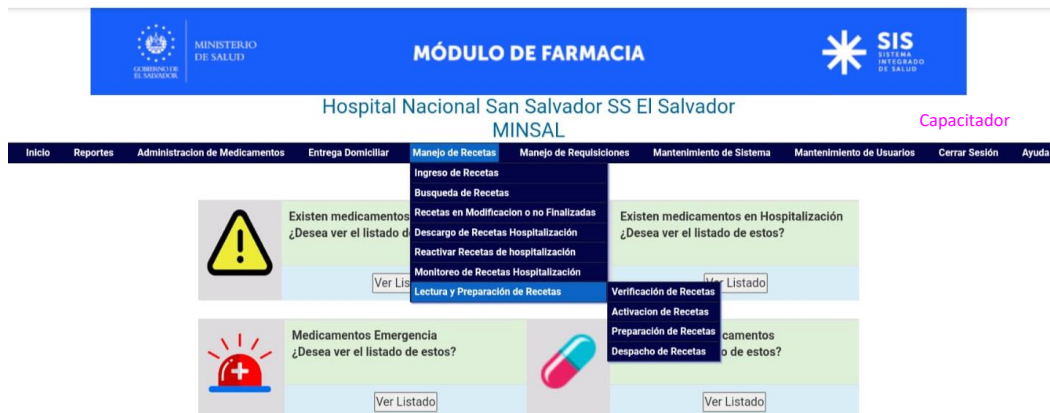 GOBIERNO DE
EL SALVADOR
MINISTERIO
DE SALUD
MÓDULO DE FARMACIA
SIS
SISTEMA
INTEGRADO
DE SALUD
Hospital Nacional San Salvador SS El Salvador
MINSAL
Capacitador
Inicio Reportes Administracion de Medicamentos Entrega Domiciliar Manejo de Recetas Manejo de Requisiciones Mantenimiento de Sistema Mantenimiento de Usuarios Cerrar Sesión Ayuda
Ingreso de Recetas
Busqueda de Recetas
Recetas en Modificacion o no Finalizadas
Descargo de Recetas Hospitalización
Reactivar Recetas de hospitalización
Monitoreo de Recetas Hospitalización
Lectura y Preparación de Recetas
Verificación de Recetas
Activacion de Recetas
Preparación de Recetas
Despacho de Recetas
Existen medicamentos
¿Desea ver el listado
Ver
Existen medicamentos en Hospitalización
¿Desea ver el listado de estos?
Listado
Medicamentos Emergencia
¿Desea ver el listado de estos?
Ver Listado
de estos?
Ver Listado